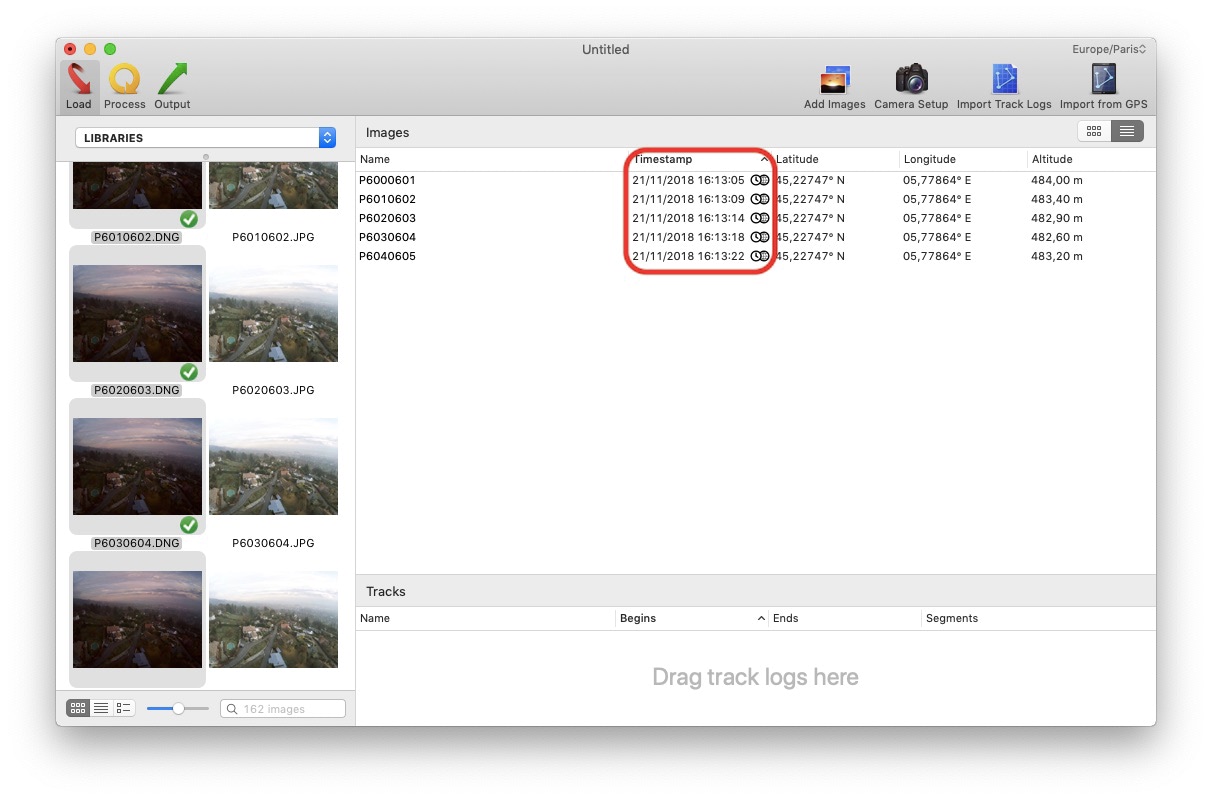 Untitled
Europe/Paris
Load Process Output
Add Images Camera Setup Import Track Logs Import from GPS
LIBRARIES
Images
Name Timestamp Latitude Longitude Altitude
P6000601 21/11/2018 16:13:05 45,22747° N 05,77864° E 484,00 m
P6010602 21/11/2018 16:13:09 45,22747° N 05,77864° E 483,40 m
P6020603 21/11/2018 16:13:14 45,22747° N 05,77864° E 482,90 m
P6030604 21/11/2018 16:13:18 45,22747° N 05,77864° E 482,60 m
P6040605 21/11/2018 16:13:22 45,22747° N 05,77864° E 483,20 m
P6010602.DNG P6010602.JPG
P6020603.DNG P6020603.JPG
P6030604.DNG P6030604.JPG
Tracks
Name Begins Ends Segments
Drag track logs here
162 images